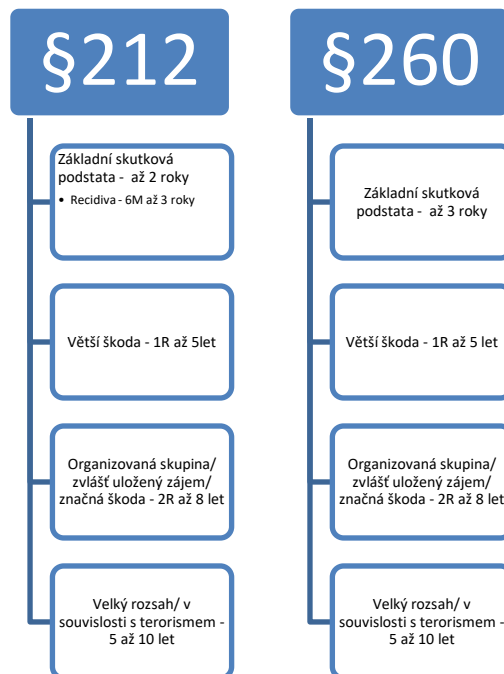 §212
Základní skutková
podstata - až 2 roky
• Recidiva - 6M až 3 roky
Větší škoda - 1R až 5let
Organizovaná skupina/
zvlášť uložený zájem/
značná škoda - 2R až 8 let
Velký rozsah/ v
souvislosti s terorismem -
5 až 10 let
§260
Základní skutková
podstata - až 3 roky
Větší škoda - 1R až 5 let
Organizovaná skupina/
zvlášť uložený zájem/
značná škoda - 2R až 8 let
Velký rozsah/ v
souvislosti s terorismem -
5 až 10 let